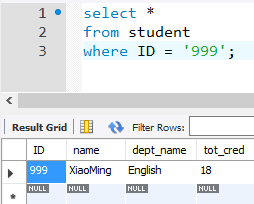 1 select *
2 from student
3 where ID = '999';
Result Grid Filter Rows:
ID name dept_name tot_cred
999 XiaoMing English 18
NULL NULL NULL NULL